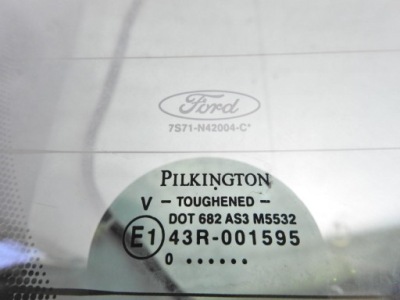 Ford
7S71-N42004-C*
PILKINGTON
V - TOUGHENED -
DOT 682 AS3 M5532
E1 43R-001595
0 ······